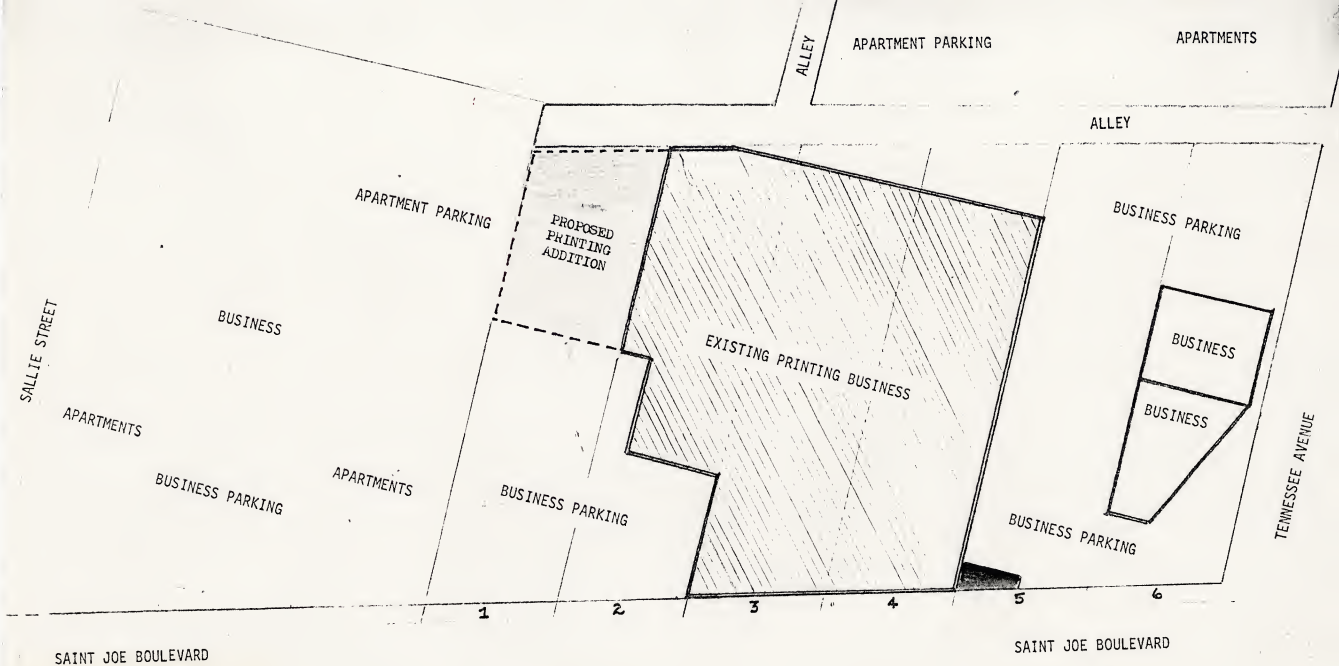 ALLEY
APARTMENT PARKING
APARTMENTS
ALLEY
APARTMENT PARKING
PROPOSED
PRINTING
ADDITION
BUSINESS PARKING
SALLIE STREET
BUSINESS
EXISTING PRINTING BUSINESS
BUSINESS
BUSINESS
APARTMENTS
BUSINESS PARKING
APARTMENTS
BUSINESS PARKING
BUSINESS PARKING
TENNESSEE AVENUE
1
2
3
4
5
6
SAINT JOE BOULEVARD
SAINT JOE BOULEVARD